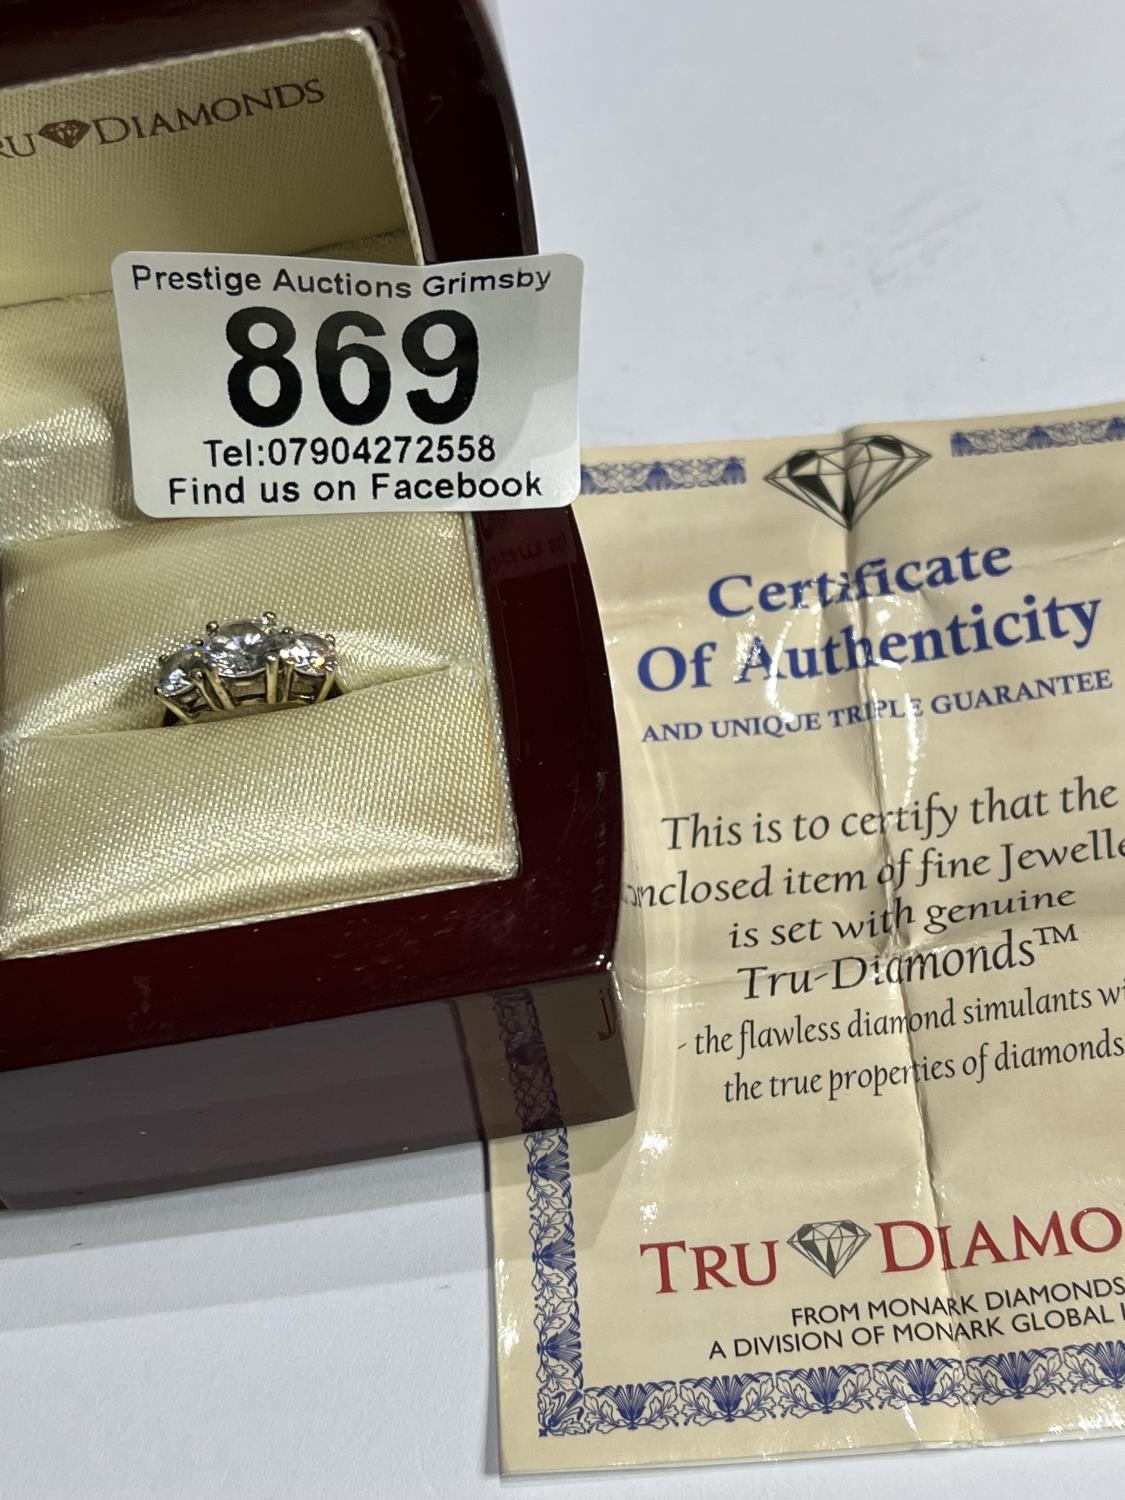 RU DIAMONDS
Prestige Auctions Grimsby
869
Tel:07904272558
Find us on Facebook
Certificate
Of Authenticity
AND UNIQUE TRIPLE GUARANTEE
This is to certify that the
enclosed item of fine Jewelle
is set with genuine
Tru-Diamonds™
- the flawless diamond simulants wi
the true properties of diamonds
TRU DIAMO
FROM MONARK DIAMONDS
A DIVISION OF MONARK GLOBAL